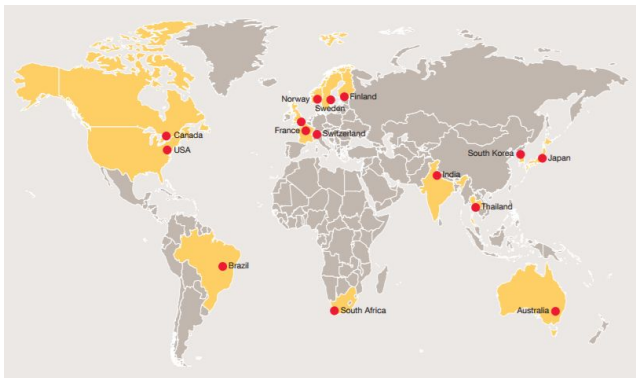 Norway
Finland
Sweden
France
Switzerland
Canada
USA
South Korea
Japan
India
Thailand
Brazil
South Africa
Australia